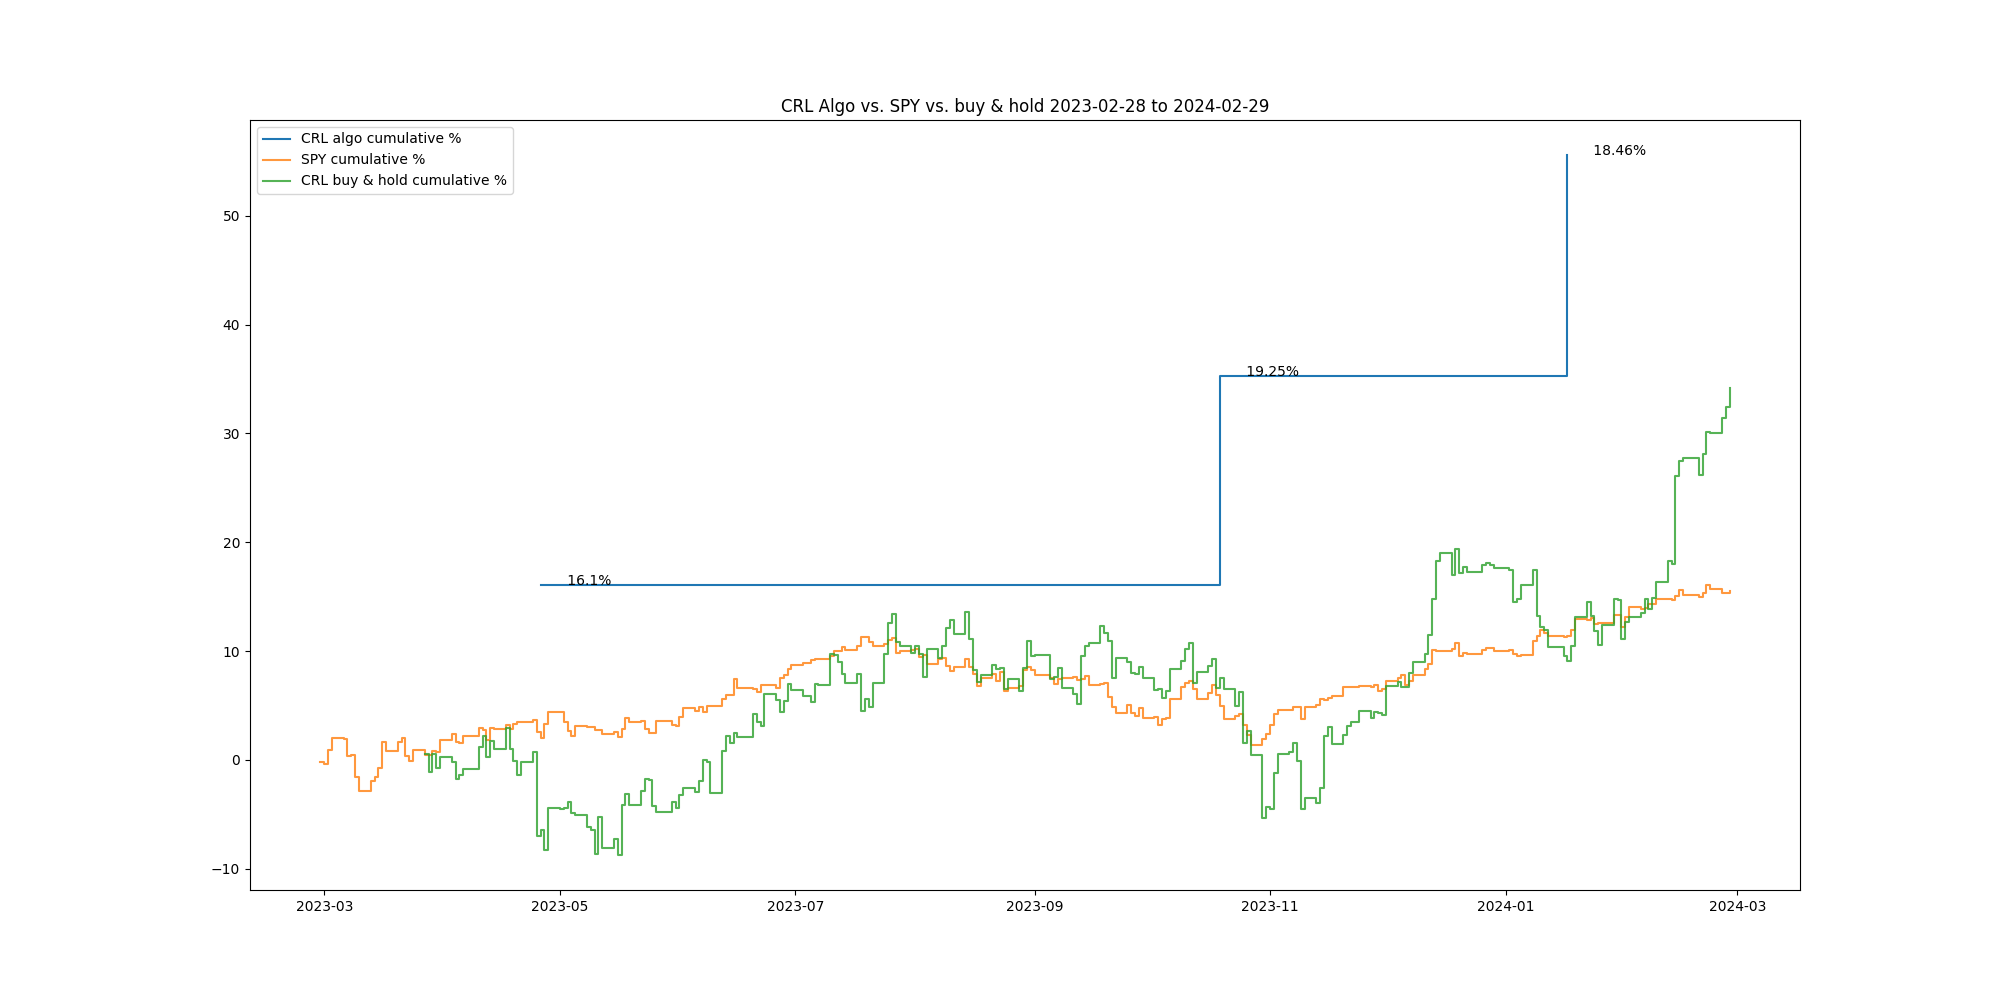 CRL Algo vs. SPY vs. buy & hold 2023-02-28 to 2024-02-29
CRL algo cumulative %
SPY cumulative %
CRL buy & hold cumulative %
18.46%
19.25%
16.1%
50
40
30
20
10
0
−10
2023-03 2023-05 2023-07 2023-09 2023-11 2024-01 2024-03